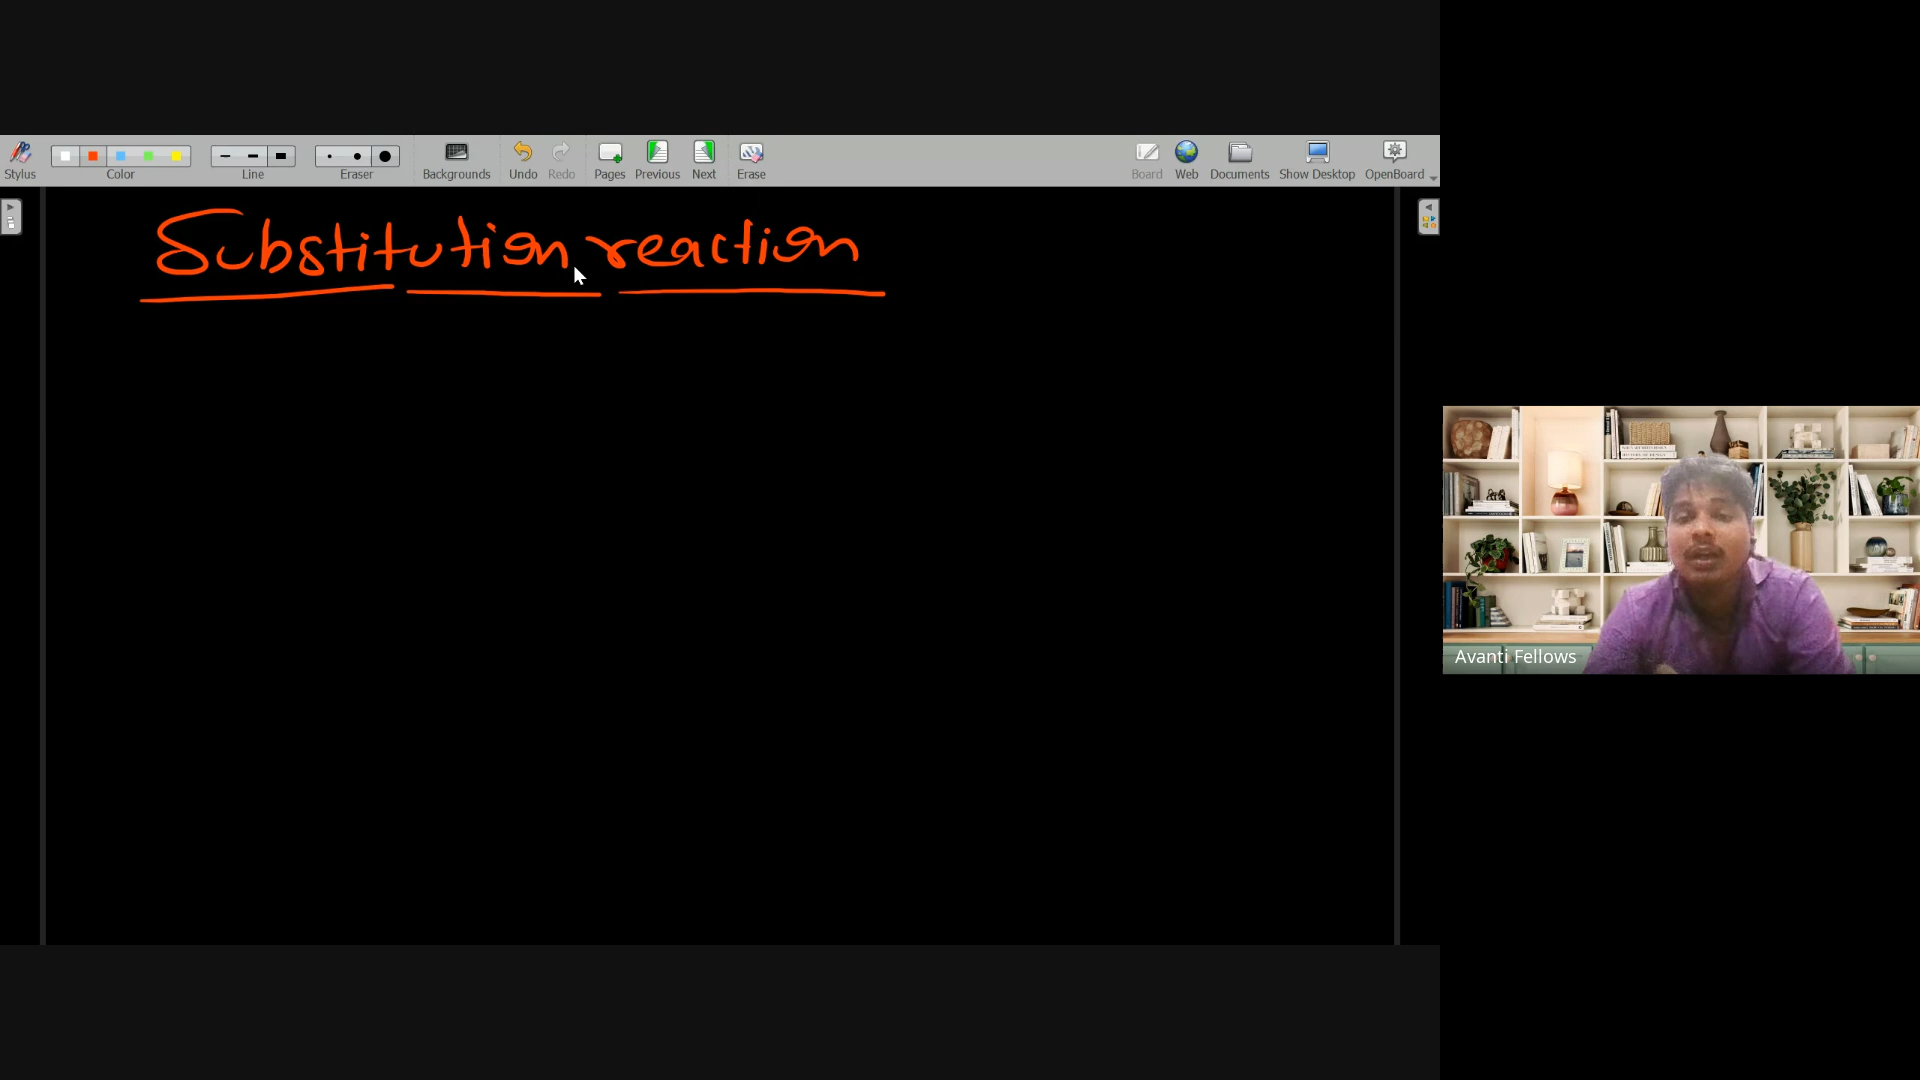 Stylus Color Line Eraser Backgrounds Undo Redo Pages Previous Next Erase Board Web Documents Show Desktop OpenBoard
Substitution reaction
Avanti Fellows